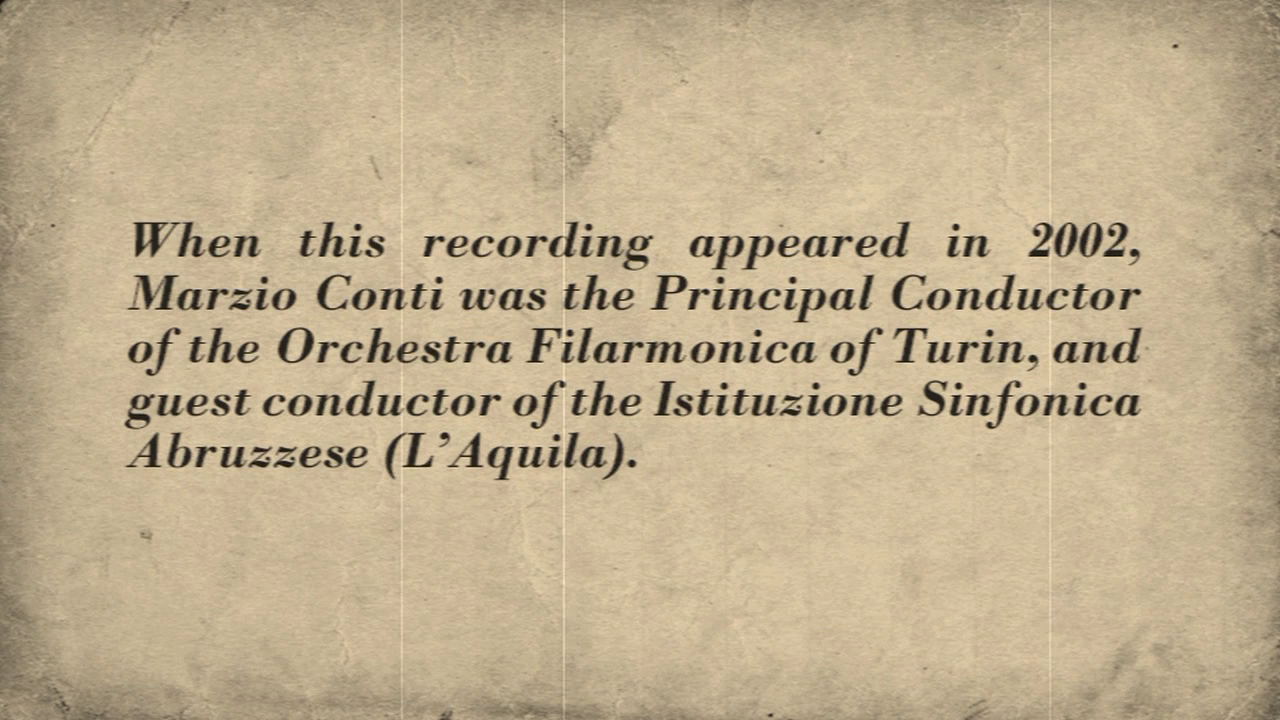 When this recording appeared in 2002,
Marzio Conti was the Principal Conductor
of the Orchestra Filarmonica of Turin, and
guest conductor of the Istituzione Sinfonica
Abruzzese (L’Aquila).